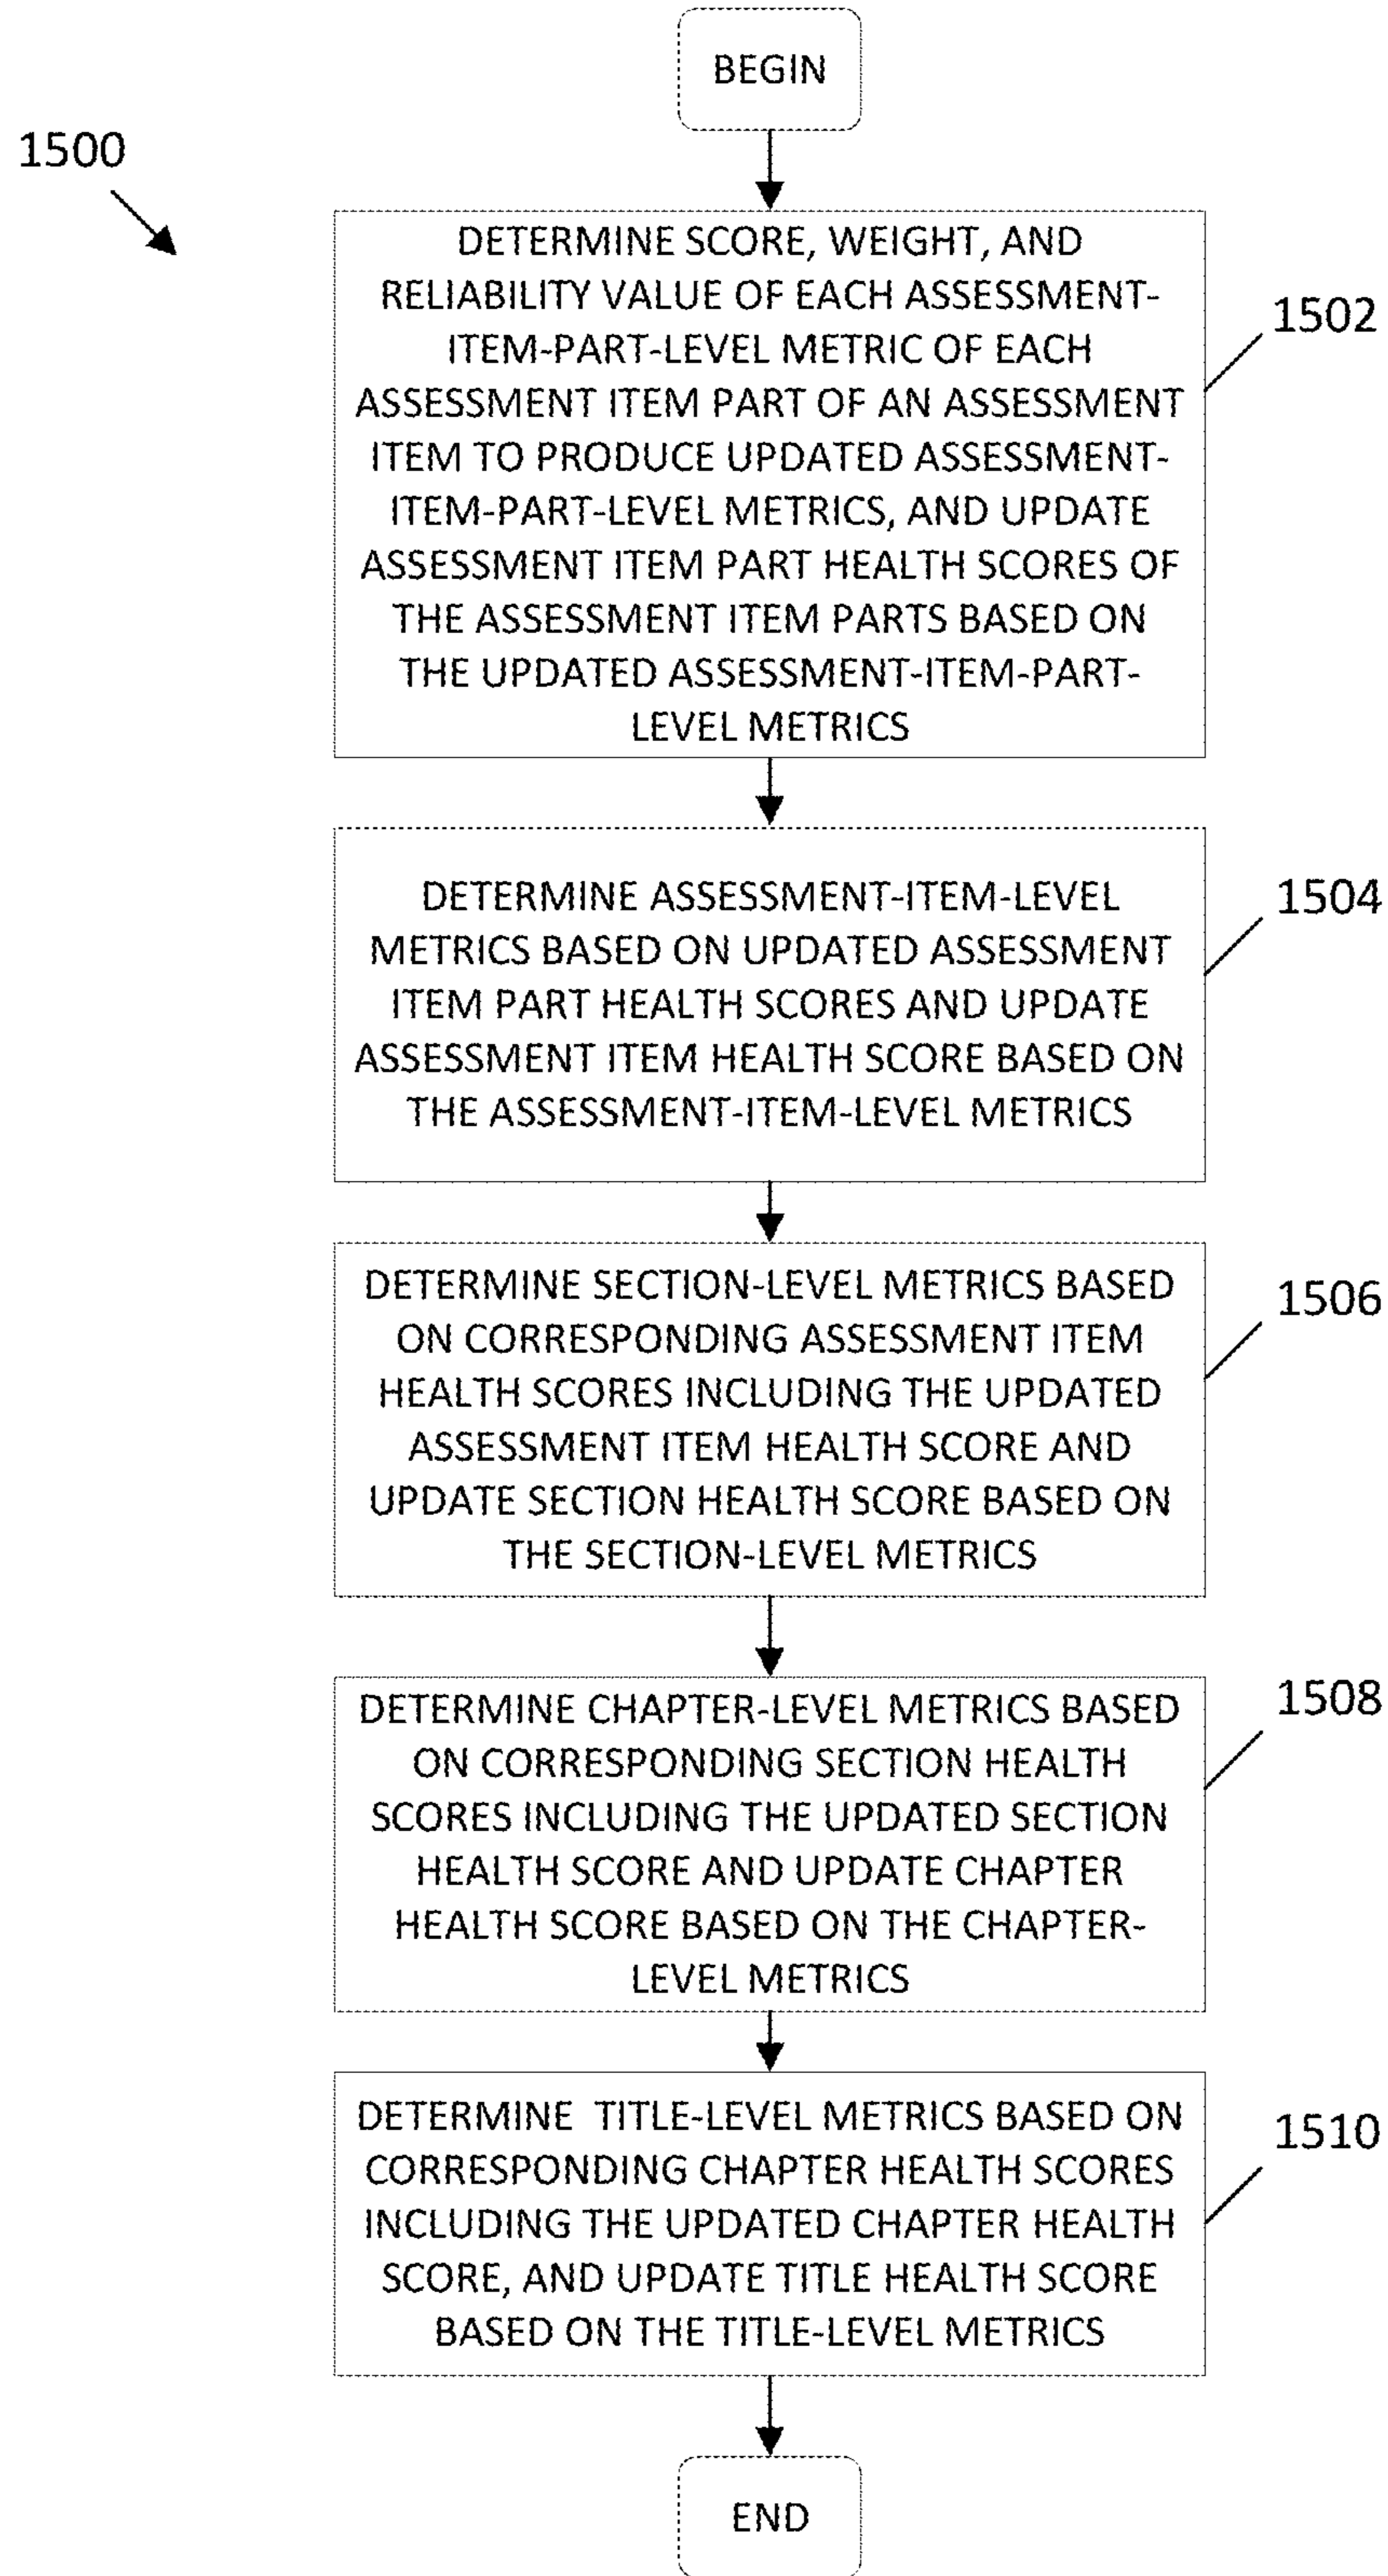 BEGIN
1500
DETERMINE SCORE, WEIGHT, AND
RELIABILITY VALUE OF EACH ASSESSMENT-
ITEM-PART-LEVEL METRIC OF EACH
ASSESSMENT ITEM PART OF AN ASSESSMENT
ITEM TO PRODUCE UPDATED ASSESSMENT-
ITEM-PART-LEVEL METRICS, AND UPDATE
ASSESSMENT ITEM PART HEALTH SCORES OF
THE ASSESSMENT ITEM PARTS BASED ON
THE UPDATED ASSESSMENT-ITEM-PART-
LEVEL METRICS
1502
DETERMINE ASSESSMENT-ITEM-LEVEL
METRICS BASED ON UPDATED ASSESSMENT
ITEM PART HEALTH SCORES AND UPDATE
ASSESSMENT ITEM HEALTH SCORE BASED ON
THE ASSESSMENT-ITEM-LEVEL METRICS
1504
DETERMINE SECTION-LEVEL METRICS BASED
ON CORRESPONDING ASSESSMENT ITEM
HEALTH SCORES INCLUDING THE UPDATED
ASSESSMENT ITEM HEALTH SCORE AND
UPDATE SECTION HEALTH SCORE BASED ON
THE SECTION-LEVEL METRICS
1506
DETERMINE CHAPTER-LEVEL METRICS BASED
ON CORRESPONDING SECTION HEALTH
SCORES INCLUDING THE UPDATED SECTION
HEALTH SCORE AND UPDATE CHAPTER
HEALTH SCORE BASED ON THE CHAPTER-
LEVEL METRICS
1508
DETERMINE TITLE-LEVEL METRICS BASED ON
CORRESPONDING CHAPTER HEALTH SCORES
INCLUDING THE UPDATED CHAPTER HEALTH
SCORE, AND UPDATE TITLE HEALTH SCORE
BASED ON THE TITLE-LEVEL METRICS
1510
END